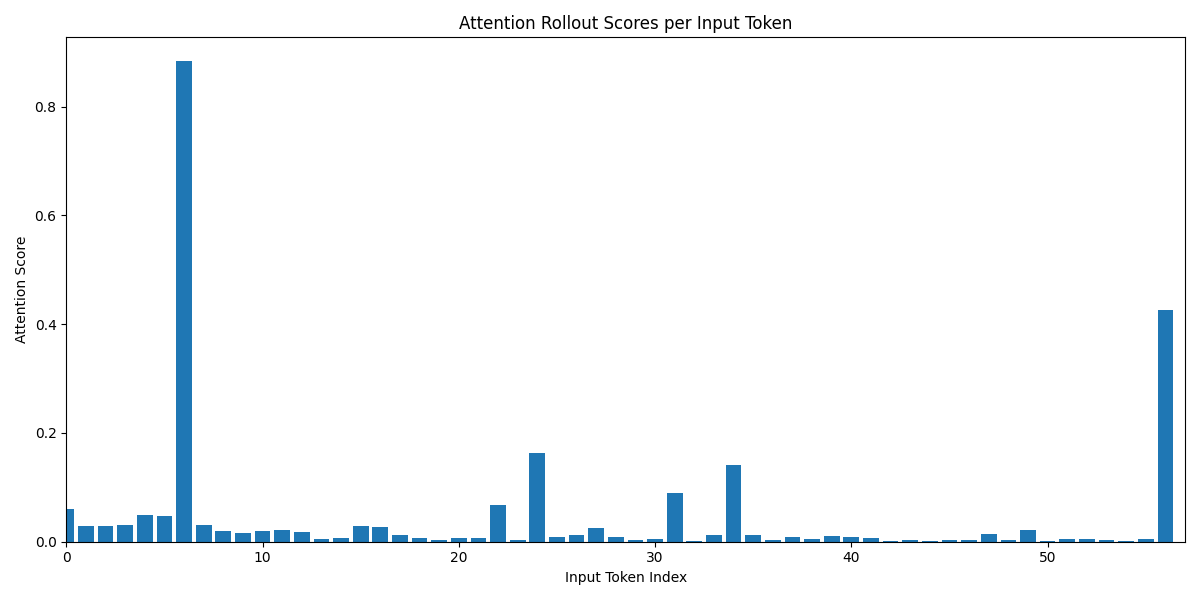 Attention Rollout Scores per Input Token
Attention Score
0.8
0.6
0.4
0.2
0.0
0 10 20 30 40 50
Input Token Index